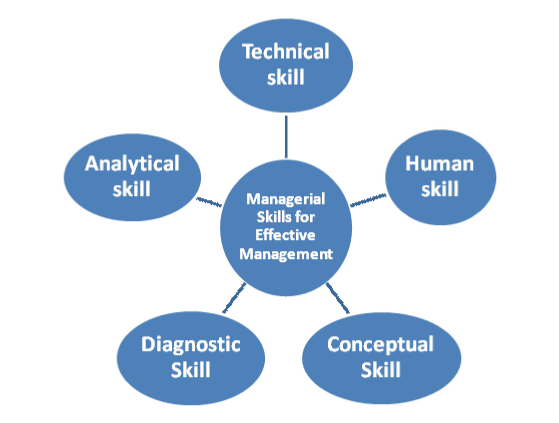 Technical
skill
Analytical
skill
Human
skill
Managerial
Skills for
Effective
Management
Diagnostic
Skill
Conceptual
Skill